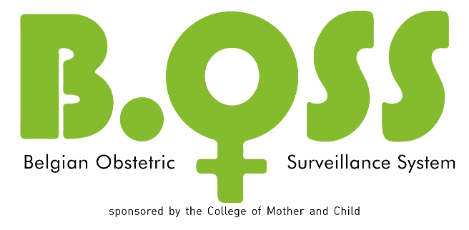 B.OSS
Belgian Obstetric Surveillance System
sponsored by the College of Mother and Child